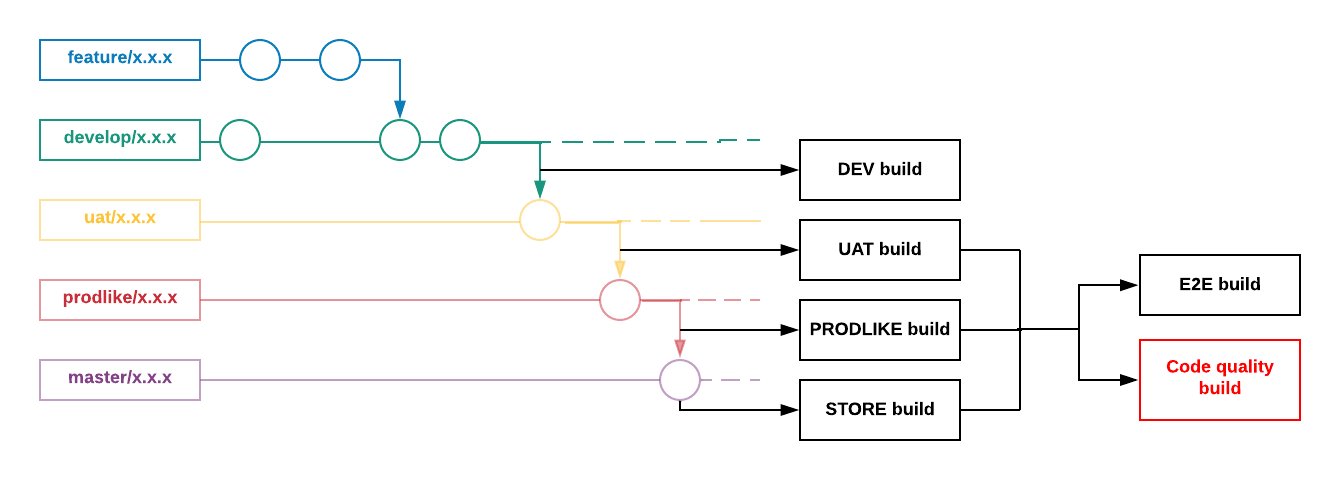 feature/x.x.x
develop/x.x.x
DEV build
uat/x.x.x
UAT build
prodlike/x.x.x
PRODLIKE build
master/x.x.x
STORE build
E2E build
Code quality
build